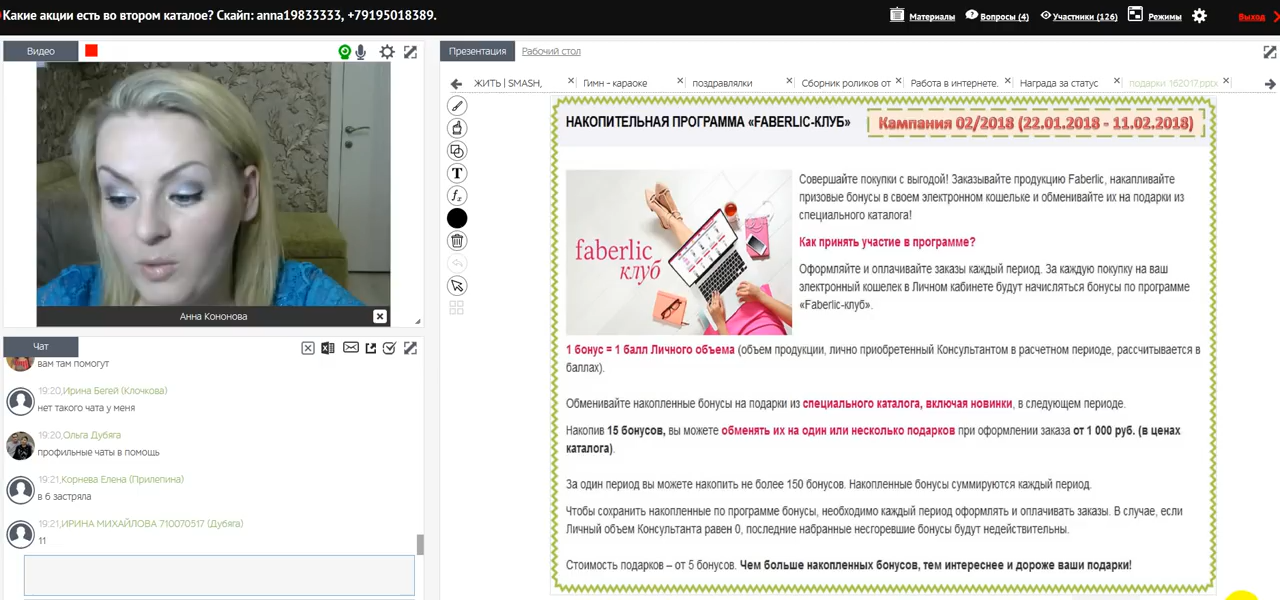 Какие акции есть во втором каталое? Скайп: anna19833333, +79195018389.
Материалы
Вопросы (4)
Участники (126)
Режимы
Выход
Видео
Анна Кононова
Чат
вам там помогут
19:20,Ирина Бегей (Клочкова)
нет такого чата у меня
19:20,Ольга Дубяга
профильные чаты в помощь
19:21,Корнева Елена (Прилепина)
в 6 застряла
19:21,ИРИНА МИХАЙЛОВА 710070517 (Дубяга)
11
Презентация
Рабочий стол
ЖИТЬ | SMASH,
Гимн - караоке
поздравлялки
Сборник роликов от
Работа в интернете.
Награда за статус
подарки 162017.pptx
НАКОПИТЕЛЬНАЯ ПРОГРАММА «FABERLIC-КЛУБ»
Кампания 02/2018 (22.01.2018 - 11.02.2018)
faberlic
клуб
Совершайте покупки с выгодой! Заказывайте продукцию Faberlic, накапливайте
призовые бонусы в своем электронном кошельке и обменивайте их на подарки из
специального каталога!
Как принять участие в программе?
Оформляйте и оплачивайте заказы каждый период. За каждую покупку на ваш
электронный кошелек в Личном кабинете будут начисляться бонусы по программе
«Faberlic-клуб».
1 бонус = 1 балл Личного объема (объем продукции, лично приобретенный Консультантом в расчетном периоде, рассчитывается в
баллах).
Обменивайте накопленные бонусы на подарки из специального каталога, включая новинки, в следующем периоде.
Накопив 15 бонусов, вы можете обменять их на один или несколько подарков при оформлении заказа от 1 000 руб. (в ценах
каталога).
За один период вы можете накопить не более 150 бонусов. Накопленные бонусы суммируются каждый период.
Чтобы сохранить накопленные по программе бонусы, необходимо каждый период оформлять и оплачивать заказы. В случае, если
Личный объем Консультанта равен 0, последние набранные несгоревшие бонусы будут недействительны.
Стоимость подарков – от 5 бонусов. Чем больше накопленных бонусов, тем интереснее и дороже ваши подарки!